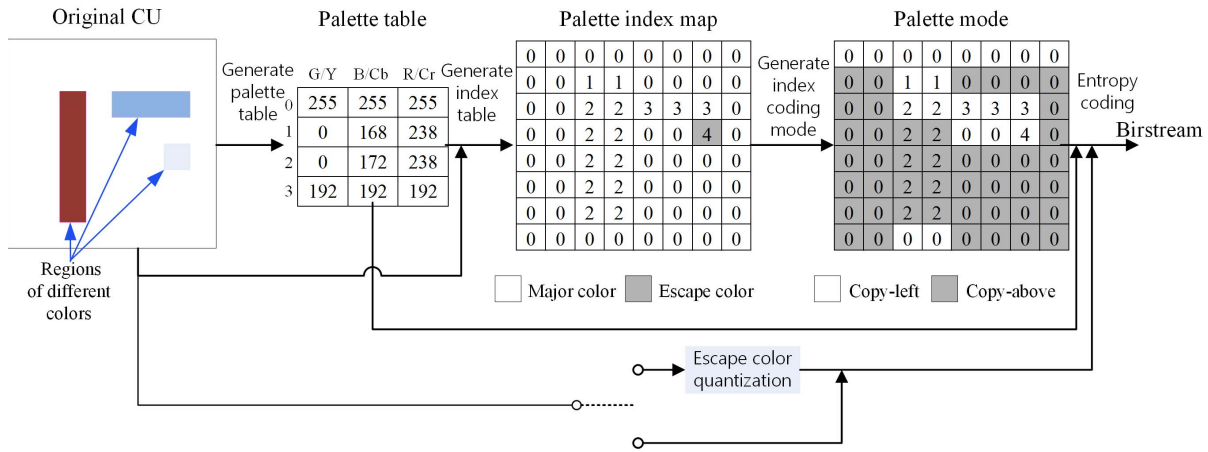 Original CU
Palette table
Palette index map
Palette mode
Generate
palette
table
G/Y B/Cb R/Cr
0 255 255 255
1 0 168 238
2 0 172 238
3 192 192 192
Generate
index
table
0 0 0 0 0 0 0 0
0 0 1 1 0 0 0 0
0 0 2 2 3 3 3 0
0 0 2 2 0 0 4 0
0 0 2 2 0 0 0 0
0 0 2 2 0 0 0 0
0 0 2 2 0 0 0 0
0 0 0 0 0 0 0 0
Generate
index
coding
mode
0 0 0 0 0 0 0 0
0 0 1 1 0 0 0 0
0 0 2 2 3 3 3 0
0 0 2 2 0 0 4 0
0 0 2 2 0 0 0 0
0 0 2 2 0 0 0 0
0 0 2 2 0 0 0 0
0 0 0 0 0 0 0 0
Entropy
coding
Birstream
Regions
of different
colors
Major color
Escape color
Copy-left
Copy-above
Escape color
quantization